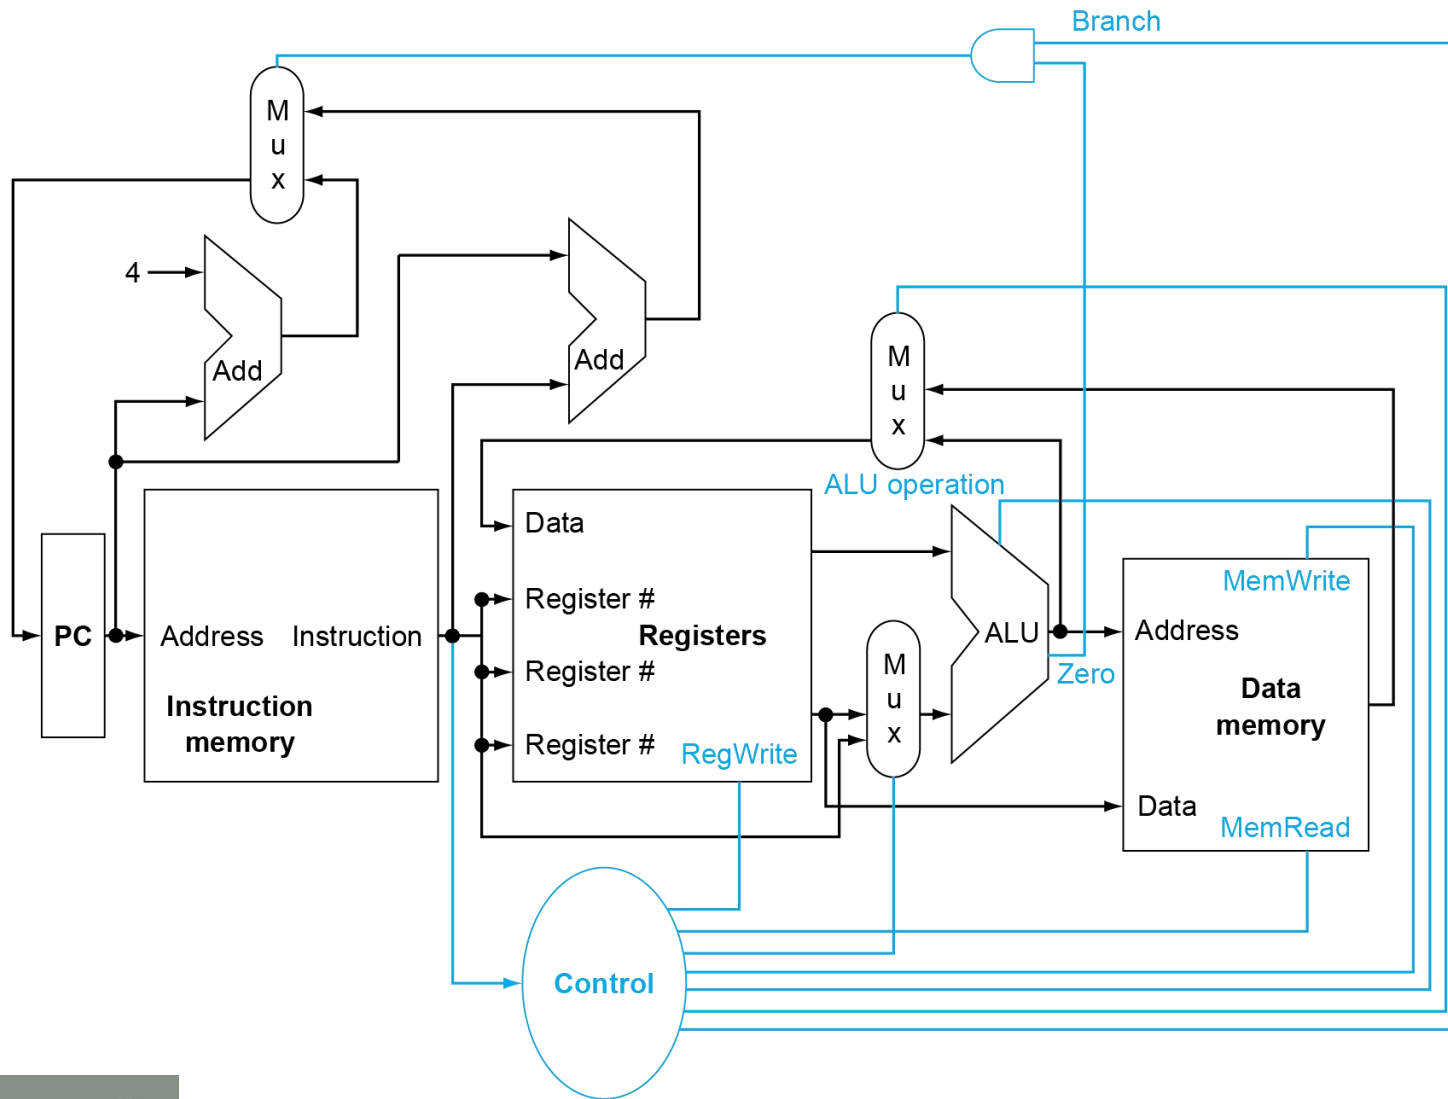 Branch
M
u
x
4
Add
Add
M
u
x
ALU operation
Data
MemWrite
Register #
PC
Address
Instruction
Registers
ALU
Address
M
u
x
Register #
Zero
Data
memory
Instruction
memory
Register #
RegWrite
Data
MemRead
Control